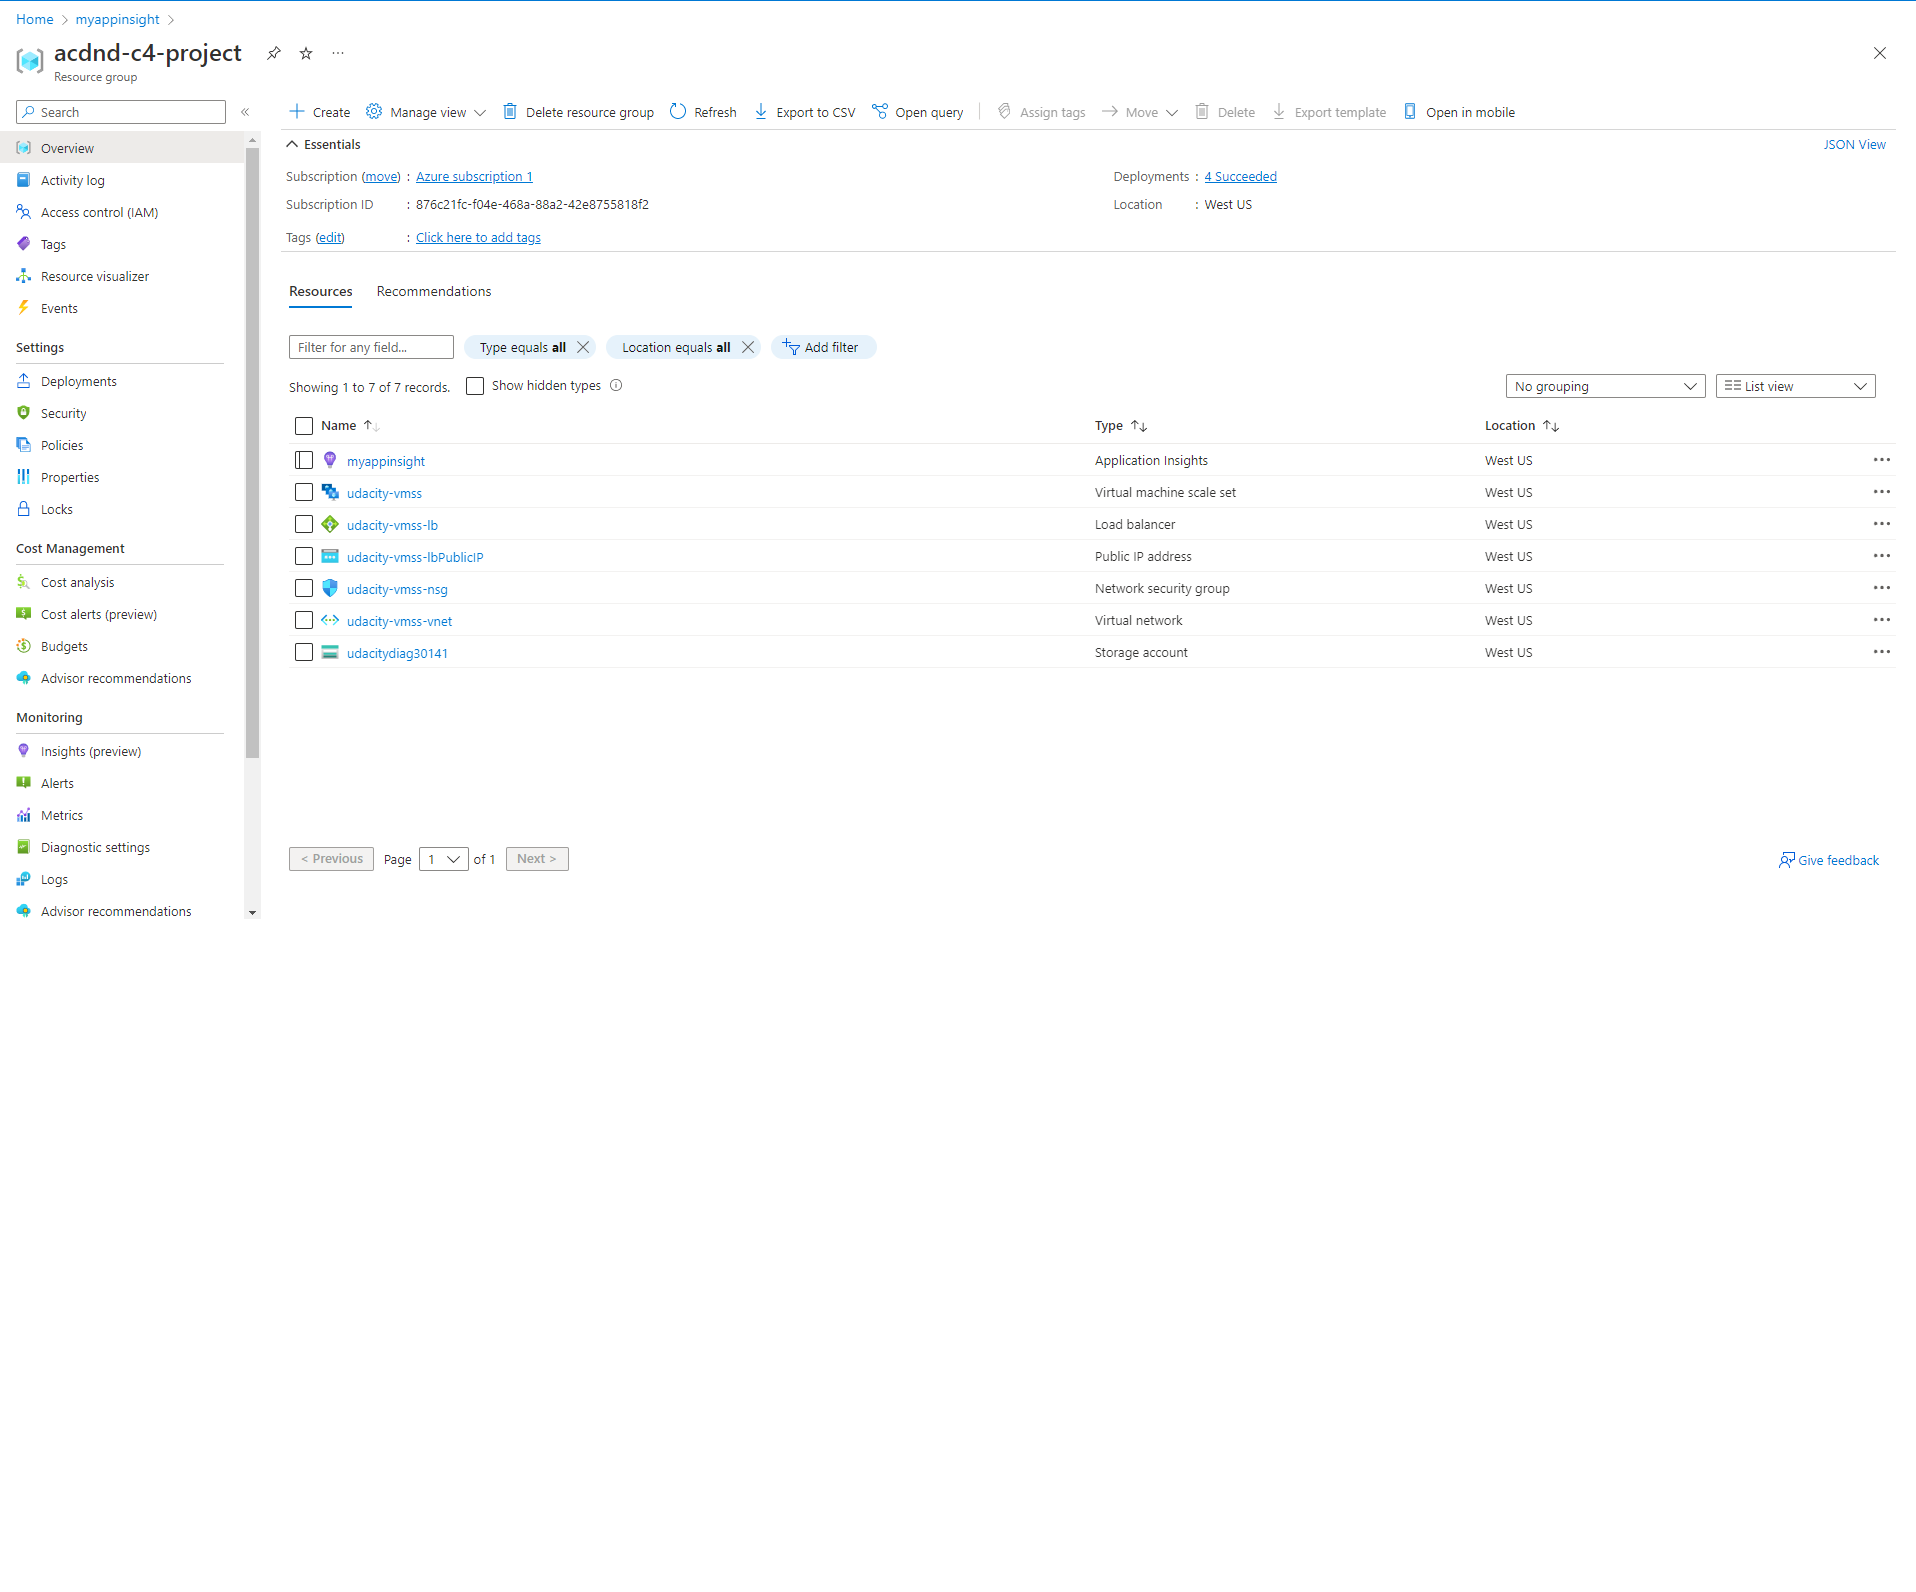 Home > myappinsight >
acdnd-c4-project
Resource group
Search
Overview
Activity log
Access control (IAM)
Tags
Resource visualizer
Events
Settings
Deployments
Security
Policies
Properties
Locks
Cost Management
Cost analysis
Cost alerts (preview)
Budgets
Advisor recommendations
Monitoring
Insights (preview)
Alerts
Metrics
Diagnostic settings
Logs
Advisor recommendations
Create Manage view Delete resource group Refresh Export to CSV Open query Assign tags Move Delete Export template Open in mobile
Essentials JSON View
Subscription (move) : Azure subscription 1 Deployments : 4 Succeeded
Subscription ID : 876c21fc-f04e-468a-88a2-42e8755818f2 Location : West US
Tags (edit) : Click here to add tags
Resources Recommendations
Filter for any field... Type equals all Location equals all Add filter
Showing 1 to 7 of 7 records. Show hidden types No grouping List view
Name Type Location
myappinsight Application Insights West US
udacity-vmss Virtual machine scale set West US
udacity-vmss-lb Load balancer West US
udacity-vmss-lbPublicIP Public IP address West US
udacity-vmss-nsg Network security group West US
udacity-vmss-vnet Virtual network West US
udacitydiag30141 Storage account West US
< Previous Page 1 of 1 Next > Give feedback